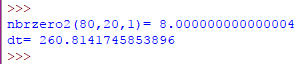 >>>
nbrzero2(80,20,1)= 8.000000000000004
dt= 260.8141745853896
>>>